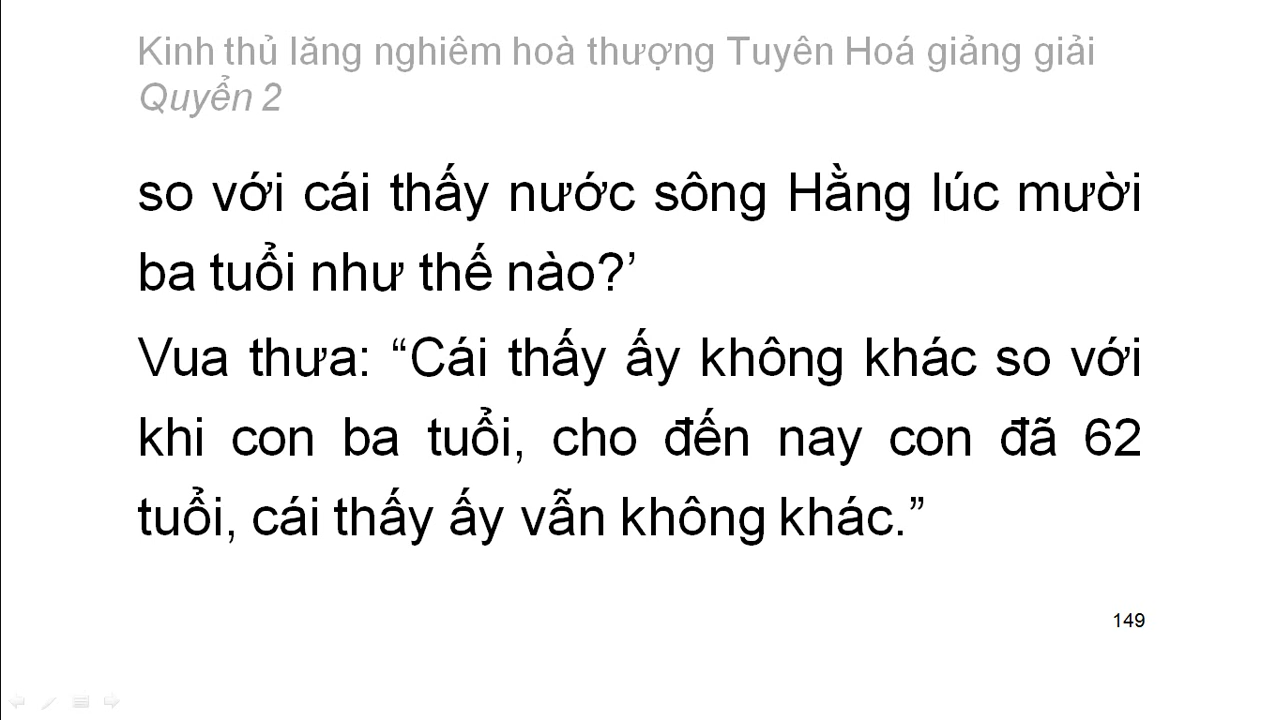 Kinh thủ lăng nghiêm hoà thượng Tuyên Hoá giảng giải
Quyển 2
so với cái thấy nước sông Hằng lúc mười
ba tuổi như thế nào?’
Vua thưa: “Cái thấy ấy không khác so với
khi con ba tuổi, cho đến nay con đã 62
tuổi, cái thấy ấy vẫn không khác.”
149